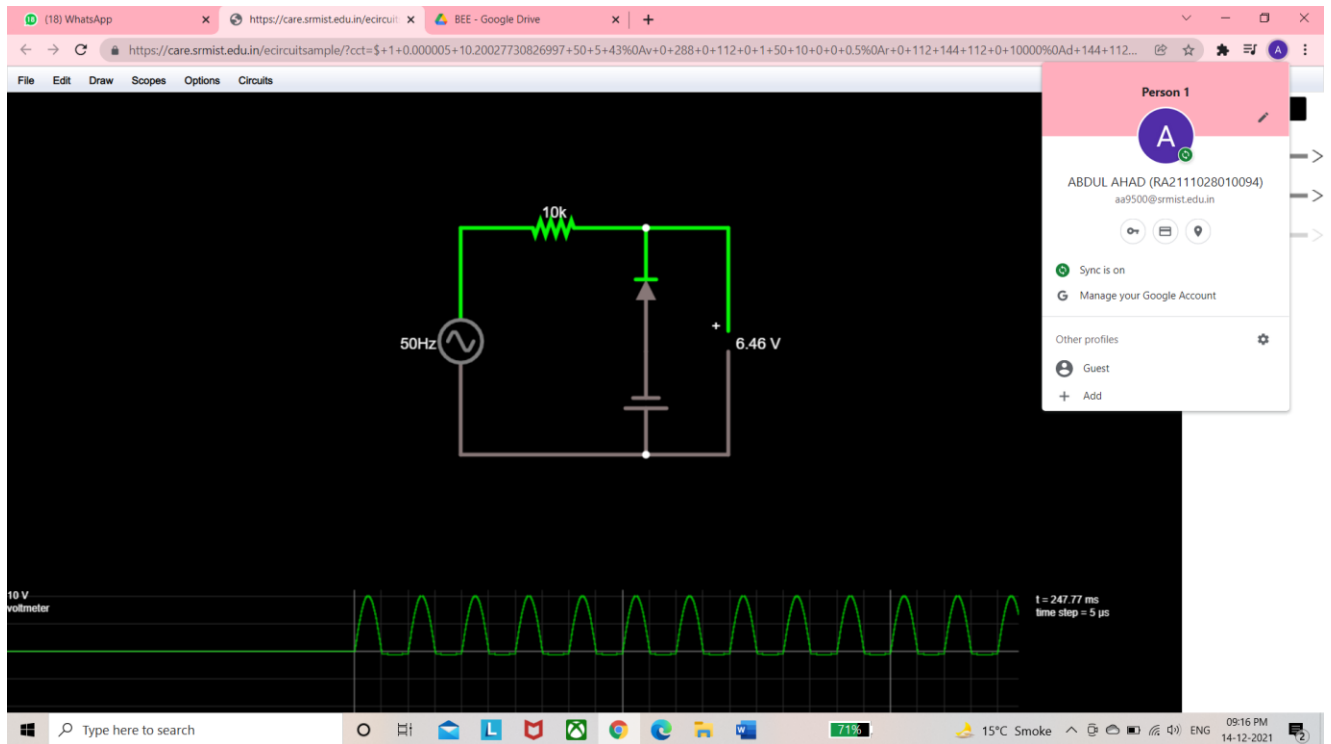 (18) WhatsApp
https://care.srmist.edu.in/ecircuit
BEE - Google Drive
https://care.srmist.edu.in/ecircuitsample/?cct=$+1+0.000005+10.20027730826997+50+5+43%0Av+0+288+0+112+0+1+50+10+0+0+0.5%0Ar+0+112+144+112+0+10000%0Ad+144+112...
A
File Edit Draw Scopes Options Circuits
Person 1
A
ABDUL AHAD (RA2111028010094)
aa9500@srmist.edu.in
Sync is on
G Manage your Google Account
Other profiles
Guest
+ Add
10k
50Hz
+
6.46 V
10 V
voltmeter
t = 247.77 ms
time step = 5 µs
Type here to search
L
W
71%
15°C Smoke
ENG
09:16 PM
14-12-2021
2